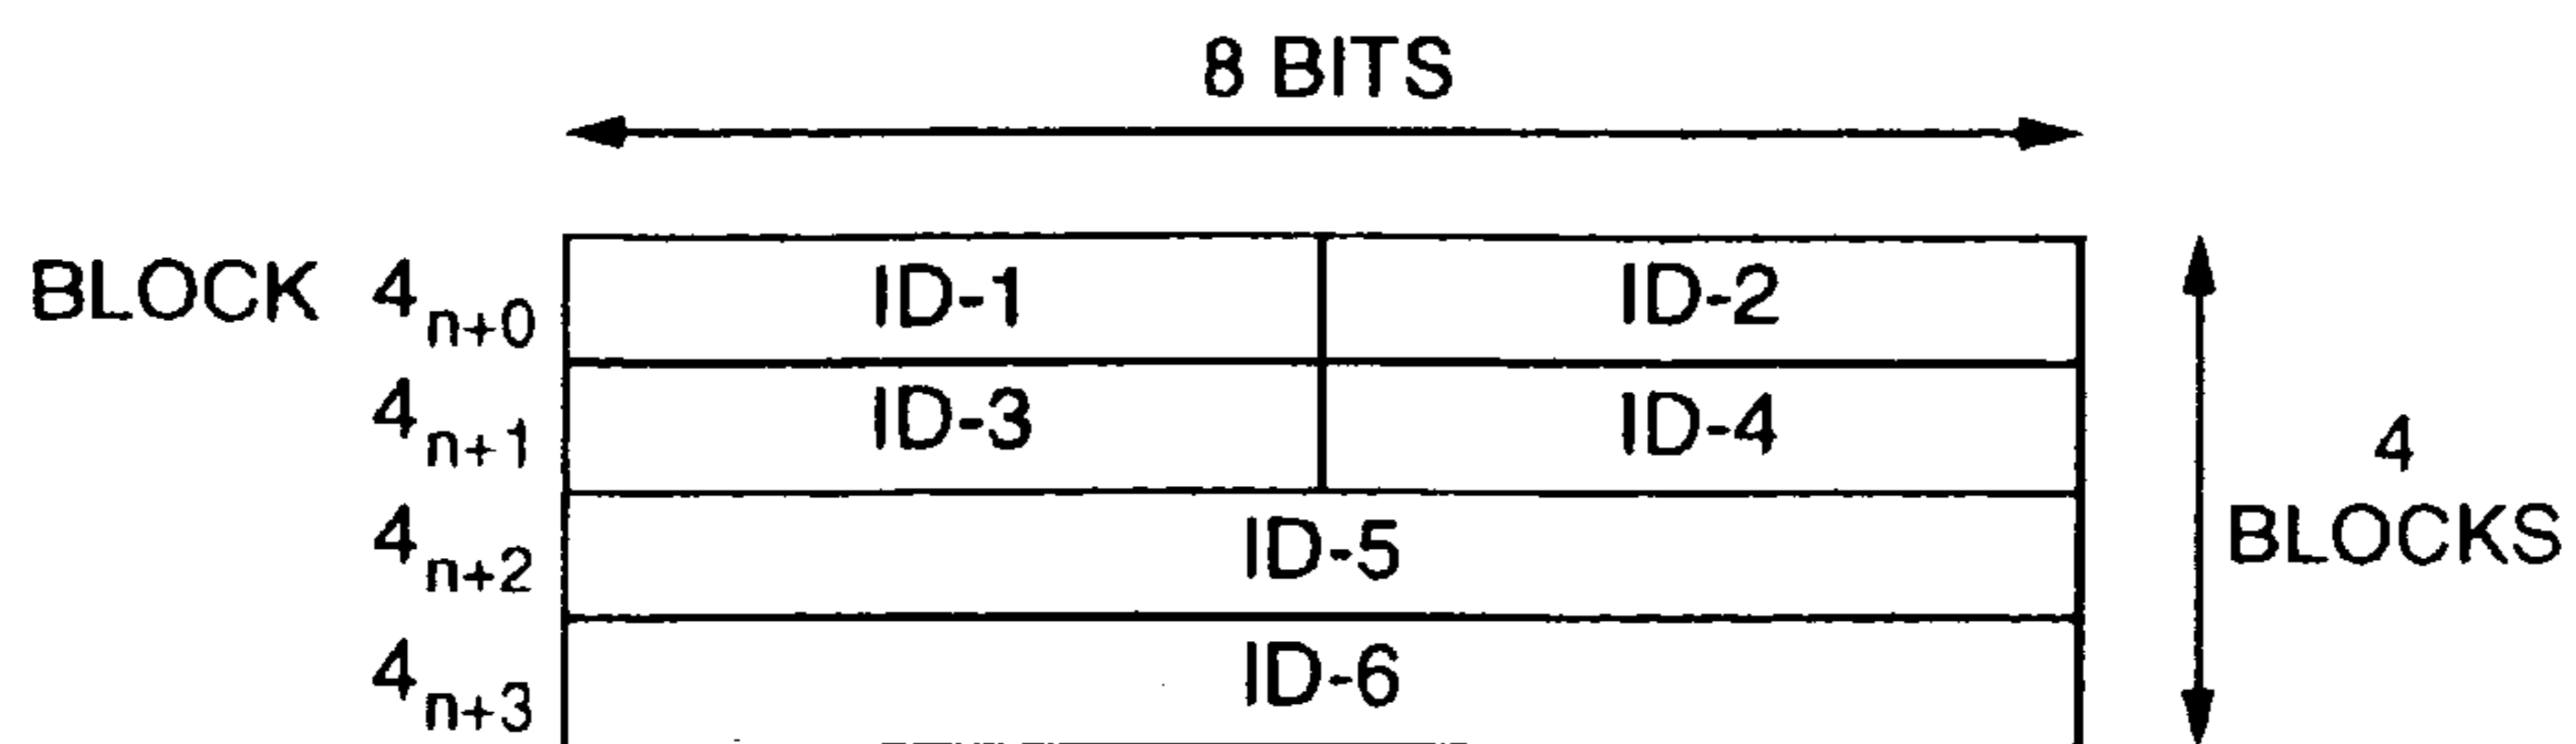 8 BITS
BLOCK 4n+0 ID-1 ID-2
4n+1 ID-3 ID-4
4
4n+2 ID-5
BLOCKS
4n+3 ID-6